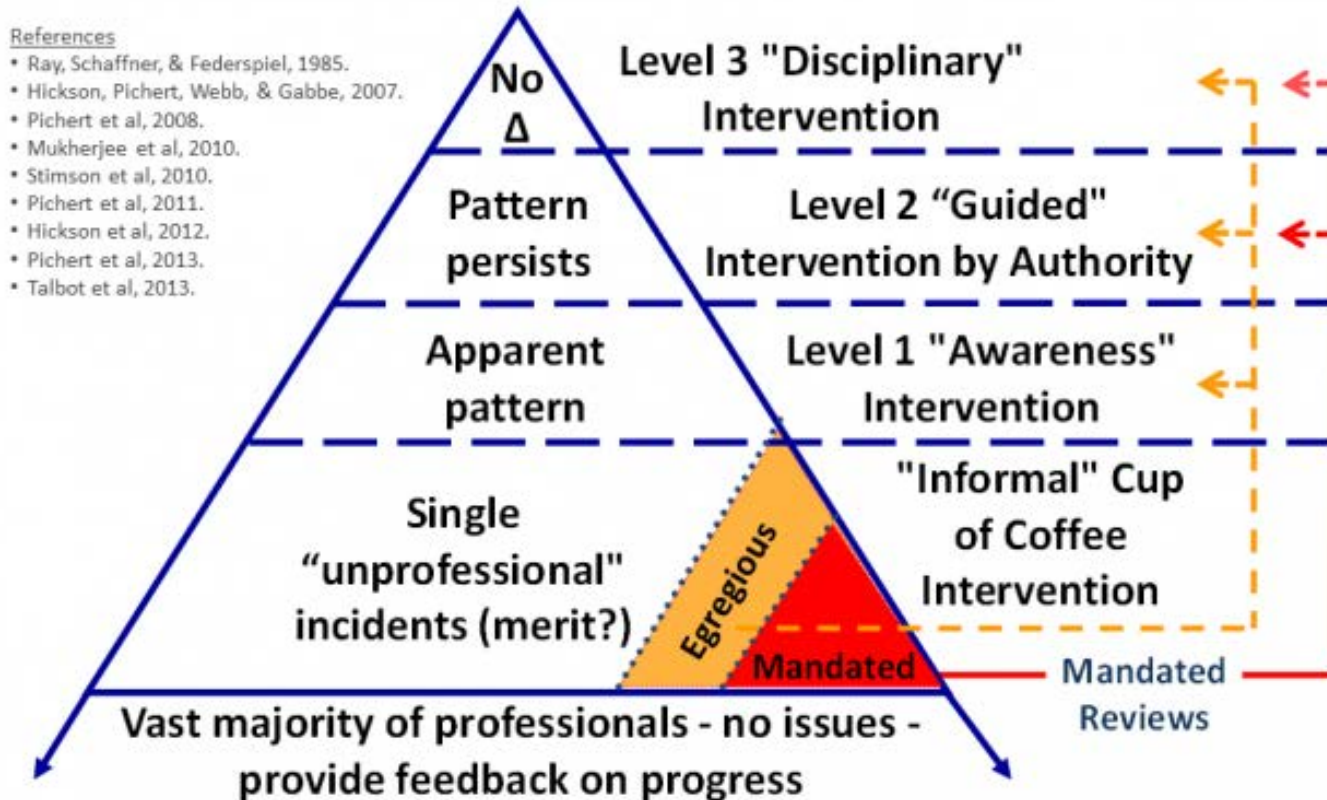 References
• Ray, Schaffner, & Federspiel, 1985.
• Hickson, Pichert, Webb, & Gabbe, 2007.
• Pichert et al, 2008.
• Mukherjee et al, 2010.
• Stimson et al, 2010.
• Pichert et al, 2011.
• Hickson et al, 2012.
• Pichert et al, 2013.
• Talbot et al, 2013.
No
Δ
Level 3 "Disciplinary"
Intervention
Pattern
persists
Level 2 “Guided"
Intervention by Authority
Apparent
pattern
Level 1 "Awareness"
Intervention
Single
“unprofessional"
incidents (merit?)
Egregious
Mandated
"Informal" Cup
of Coffee
Intervention
Mandated
Reviews
Vast majority of professionals - no issues -
provide feedback on progress